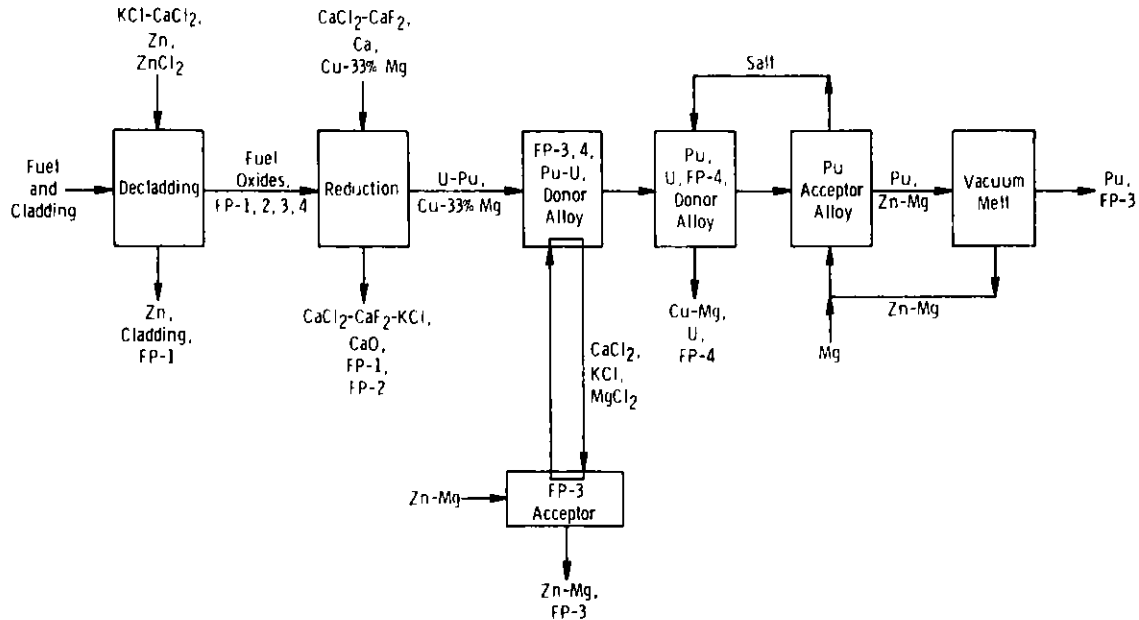 KCl-CaCl2,
Zn,
ZnCl2
CaCl2-CaF2,
Ca,
Cu-33% Mg
Salt
Fuel
and
Cladding
Decladding
Fuel
Oxides,
FP-1, 2, 3, 4
Reduction
U-Pu,
Cu-33% Mg
FP-3, 4,
Pu-U,
Donor
Alloy
Pu,
U, FP-4,
Donor
Alloy
Pu
Acceptor
Alloy
Pu,
Zn-Mg
Vacuum
Melt
Pu,
FP-3
Zn,
Cladding,
FP-1
CaCl2-CaF2-KCl,
CaO,
FP-1,
FP-2
CaCl2,
KCl,
MgCl2
Cu-Mg,
U,
FP-4
Zn-Mg
Mg
Zn-Mg
FP-3
Acceptor
Zn-Mg,
FP-3